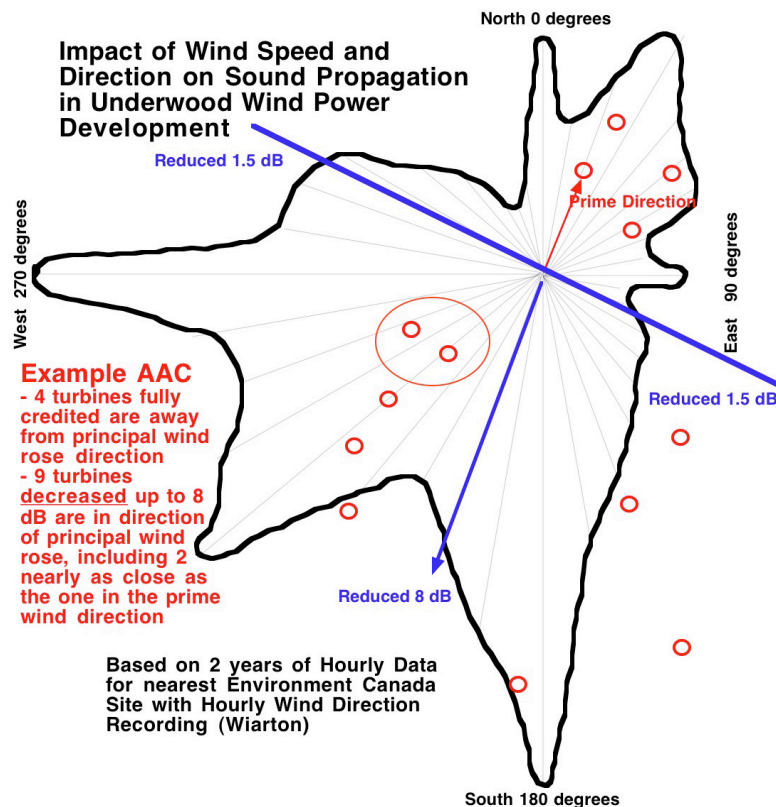 North 0 degrees
Impact of Wind Speed and
Direction on Sound Propagation
in Underwood Wind Power
Development
Reduced 1.5 dB
Prime Direction
West  270 degrees
East   90 degrees
Example AAC
- 4 turbines fully
credited are away
from principal wind
rose direction
- 9 turbines
decreased up to 8
dB are in direction
of principal wind
rose, including 2
nearly as close as
the one in the prime
wind direction
Reduced 1.5 dB
Reduced 8 dB
Based on 2 years of Hourly Data
for nearest Environment Canada
Site with Hourly Wind Direction
Recording (Wiarton)
South 180 degrees